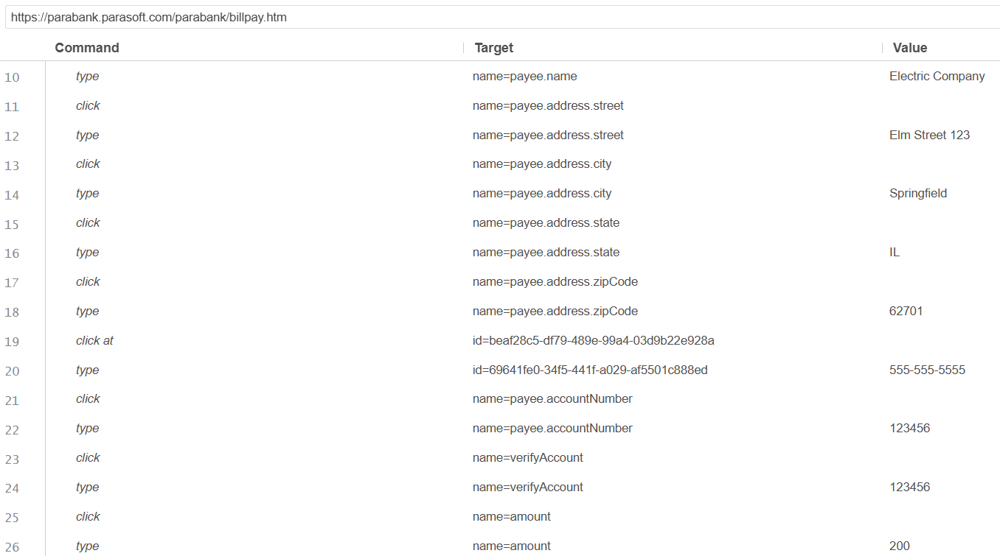 https://parabank.parasoft.com/parabank/billpay.htm
Command Target Value
10 type name=payee.name Electric Company
11 click name=payee.address.street
12 type name=payee.address.street Elm Street 123
13 click name=payee.address.city
14 type name=payee.address.city Springfield
15 click name=payee.address.state
16 type name=payee.address.state IL
17 click name=payee.address.zipCode
18 type name=payee.address.zipCode 62701
19 click at id=beaf28c5-df79-489e-99a4-03d9b22e928a
20 type id=69641fe0-34f5-441f-a029-af5501c888ed 555-555-5555
21 click name=payee.accountNumber
22 type name=payee.accountNumber 123456
23 click name=verifyAccount
24 type name=verifyAccount 123456
25 click name=amount
26 type name=amount 200